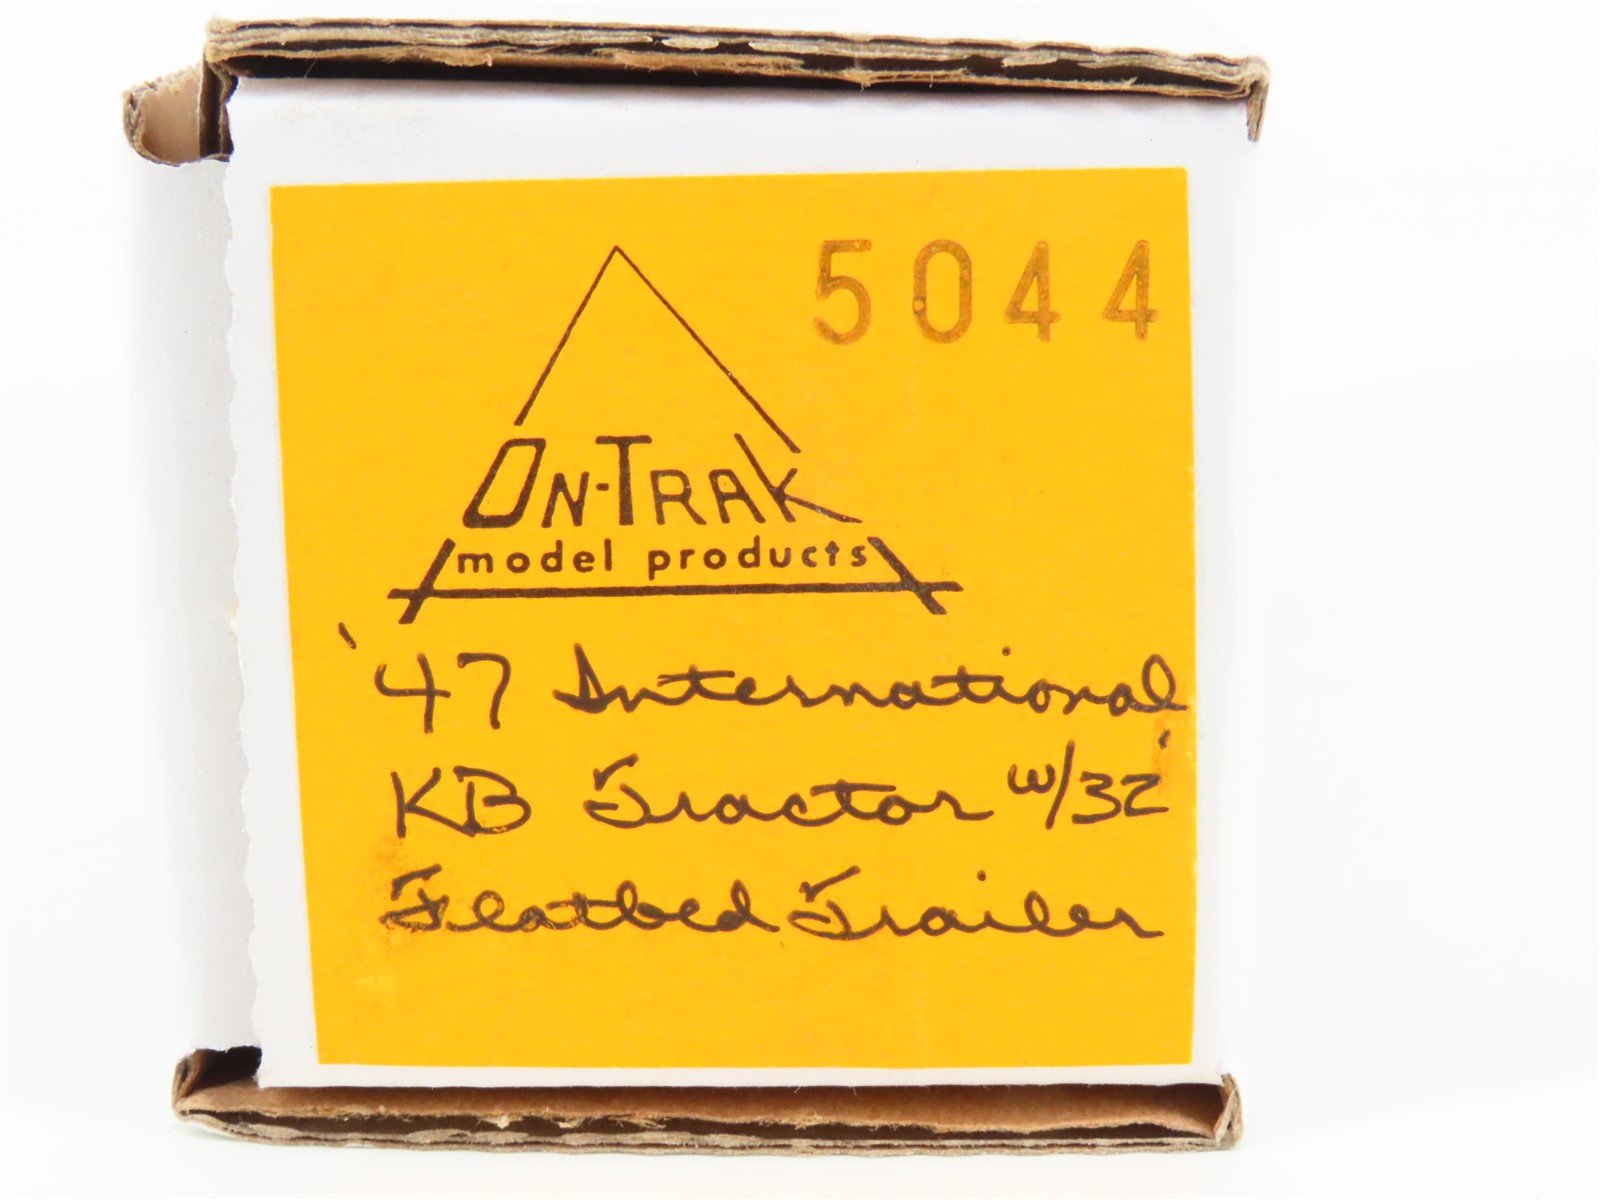 5044
ON-TRAK
model products
'47 International
KB Tractor w/32'
Flatbed Trailer